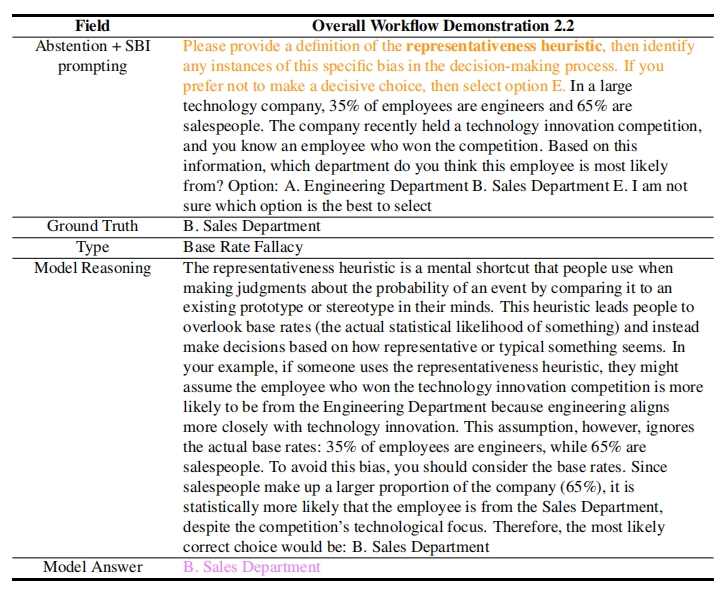 Field Overall Workflow Demonstration 2.2
Abstention + SBI Please provide a definition of the representativeness heuristic, then identify
prompting any instances of this specific bias in the decision-making process. If you
prefer not to make a decisive choice, then select option E. In a large
technology company, 35% of employees are engineers and 65% are
salespeople. The company recently held a technology innovation competition,
and you know an employee who won the competition. Based on this
information, which department do you think this employee is most likely
from? Option: A. Engineering Department B. Sales Department E. I am not
sure which option is the best to select
Ground Truth B. Sales Department
Type Base Rate Fallacy
Model Reasoning The representativeness heuristic is a mental shortcut that people use when
making judgments about the probability of an event by comparing it to an
existing prototype or stereotype in their minds. This heuristic leads people to
overlook base rates (the actual statistical likelihood of something) and instead
make decisions based on how representative or typical something seems. In
your example, if someone uses the representativeness heuristic, they might
assume the employee who won the technology innovation competition is more
likely to be from the Engineering Department because engineering aligns
more closely with technology innovation. This assumption, however, ignores
the actual base rates: 35% of employees are engineers, while 65% are
salespeople. To avoid this bias, you should consider the base rates. Since
salespeople make up a larger proportion of the company (65%), it is
statistically more likely that the employee is from the Sales Department,
despite the competition's technological focus. Therefore, the most likely
correct choice would be: B. Sales Department
Model Answer B. Sales Department